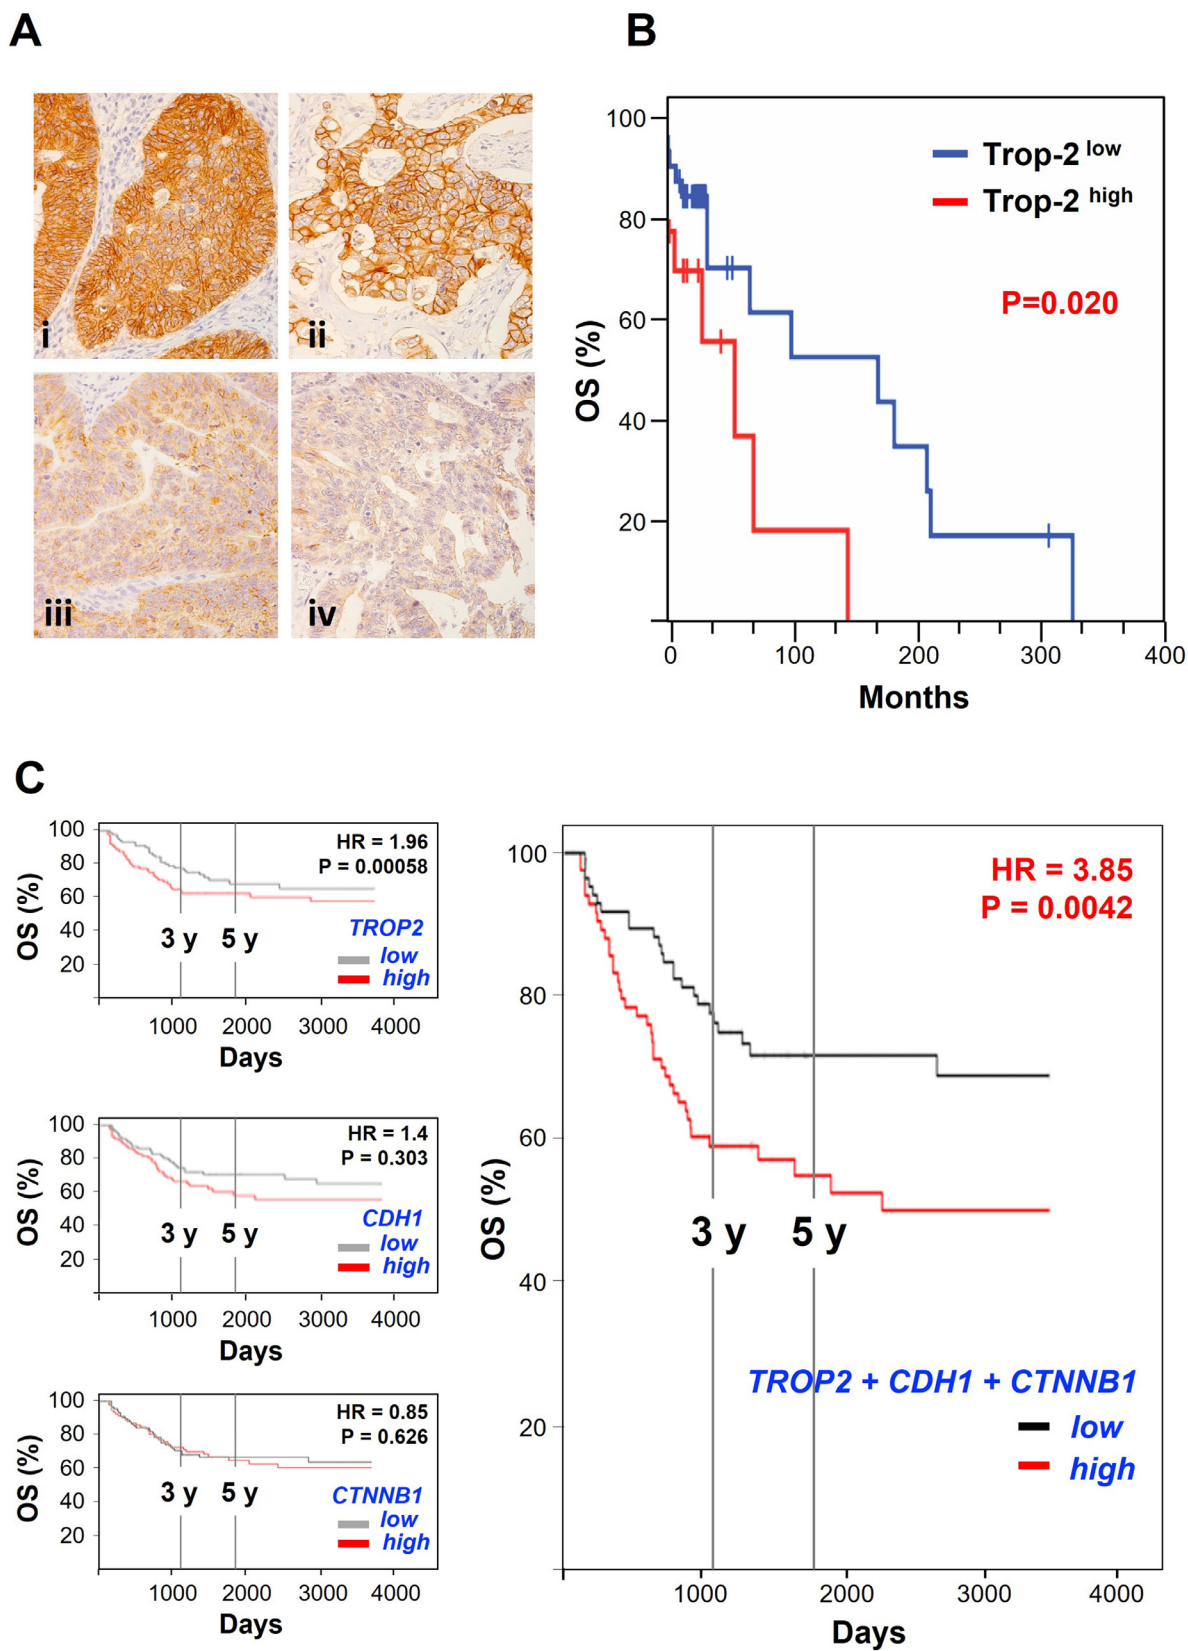 A
i
ii
iii
iv
B
100
80
60
40
20
OS (%)
Trop-2 low
Trop-2 high
P=0.020
0 100 200 300 400
Months
C
100
80
60
40
20
OS (%)
HR = 1.96
P = 0.00058
TROP2
low
high
3 y 5 y
1000 2000 3000 4000
Days
100
80
60
40
20
OS (%)
HR = 1.4
P = 0.303
CDH1
low
high
3 y 5 y
1000 2000 3000 4000
Days
100
80
60
40
20
OS (%)
HR = 0.85
P = 0.626
3 y 5 y
CTNNB1
low
high
1000 2000 3000 4000
Days
100
80
60
40
20
OS (%)
HR = 3.85
P = 0.0042
3 y 5 y
TROP2 + CDH1 + CTNNB1
low
high
1000 2000 3000 4000
Days